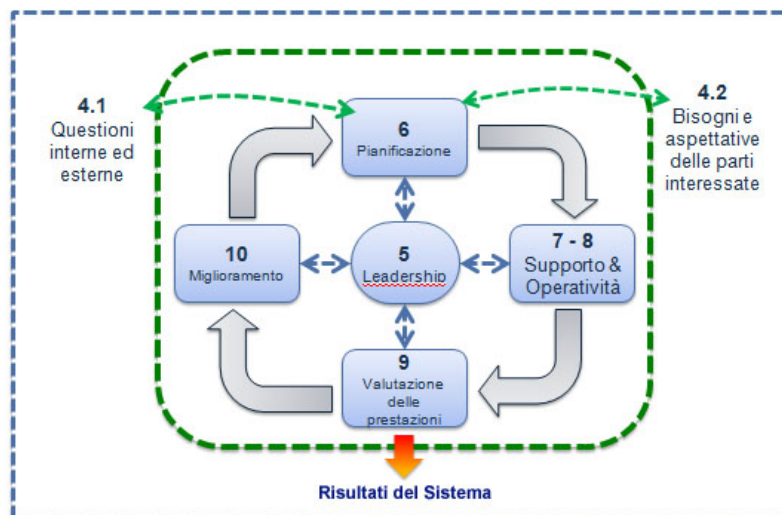 4.1
Questioni
interne ed
esterne
4.2
Bisogni e
aspettative
delle parti
interessate
6
Pianificazione
10
Miglioramento
5
Leadership
7 - 8
Supporto &
Operatività
9
Valutazione
delle
prestazioni
Risultati del Sistema